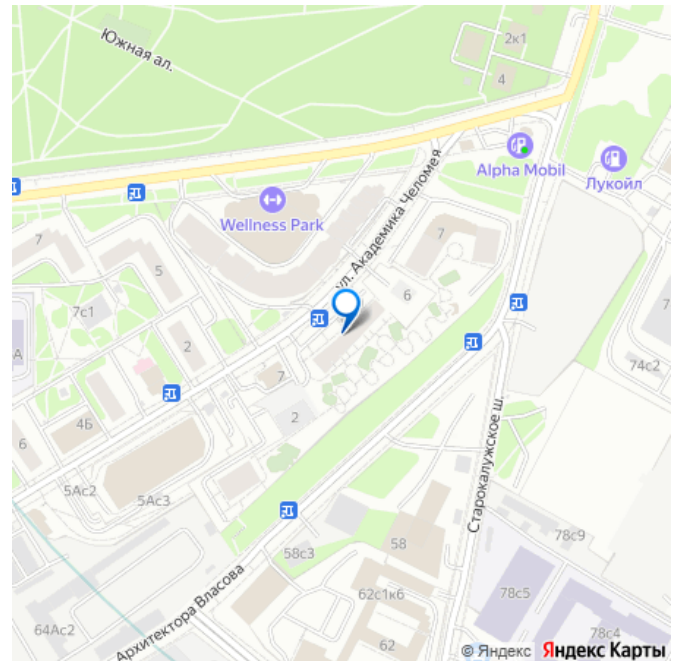 Южная ал.
2к1
4
Alpha Mobil
Лукойл
Wellness Park
ул. Академика Челомея
7
5
7
7с1
6
2
7
2
4Б
6
5Ас2
5Ас3
74с2
Старокалужское ш.
58с3
58
78с9
62с1к6
78с5
Архитектора Власова
64Ас2
62
78с4
© Яндекс Яндекс Карты